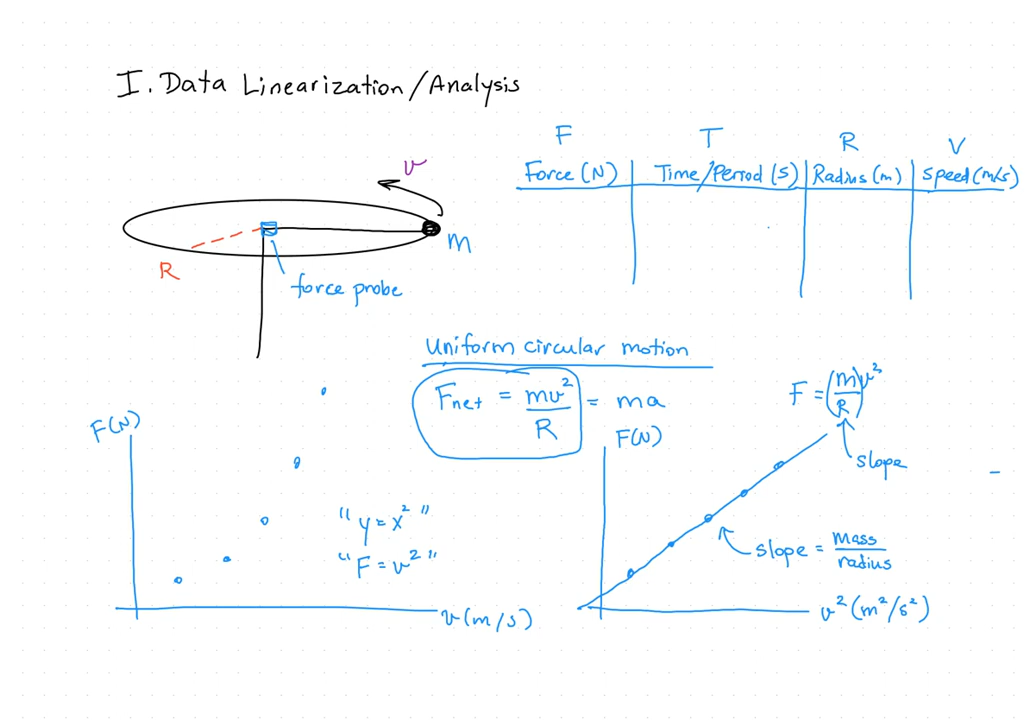 I. Data Linearization/Analysis
F T R V
Force (N) Time/Period (s) Radius (m) Speed (m/s)
v
m
R
force probe
Uniform circular motion
Fnet = mv²/R = ma
F(N)
"y = x²"
"F = v²"
v (m/s)
F = (m/R)v²
slope
F(N)
slope = mass/radius
v² (m²/s²)